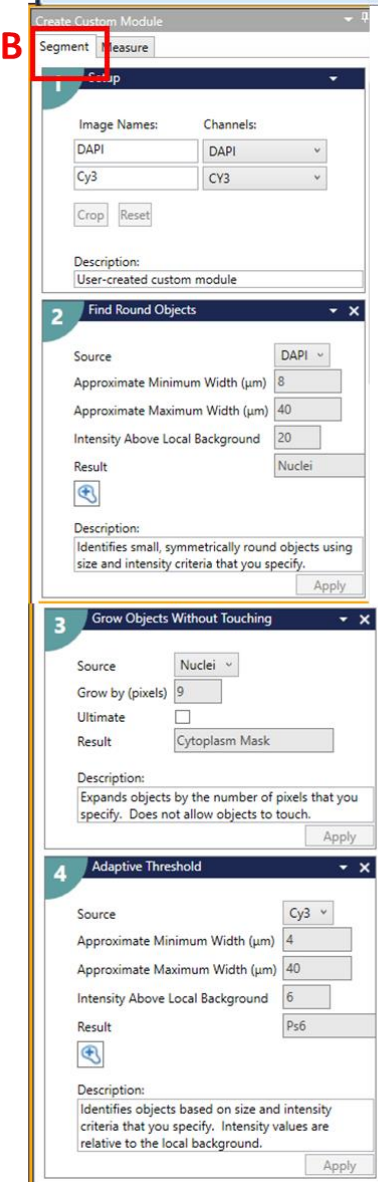 Create Custom Module
B
Segment Measure
1 Setup
Image Names: Channels:
DAPI DAPI
Cy3 CY3
Crop Reset
Description:
User-created custom module
2 Find Round Objects
Source DAPI
Approximate Minimum Width (µm) 8
Approximate Maximum Width (µm) 40
Intensity Above Local Background 20
Result Nuclei
Description:
Identifies small, symmetrically round objects using
size and intensity criteria that you specify.
Apply
3 Grow Objects Without Touching
Source Nuclei
Grow by (pixels) 9
Ultimate
Result Cytoplasm Mask
Description:
Expands objects by the number of pixels that you
specify. Does not allow objects to touch.
Apply
4 Adaptive Threshold
Source Cy3
Approximate Minimum Width (µm) 4
Approximate Maximum Width (µm) 40
Intensity Above Local Background 6
Result Ps6
Description:
Identifies objects based on size and intensity
criteria that you specify. Intensity values are
relative to the local background.
Apply